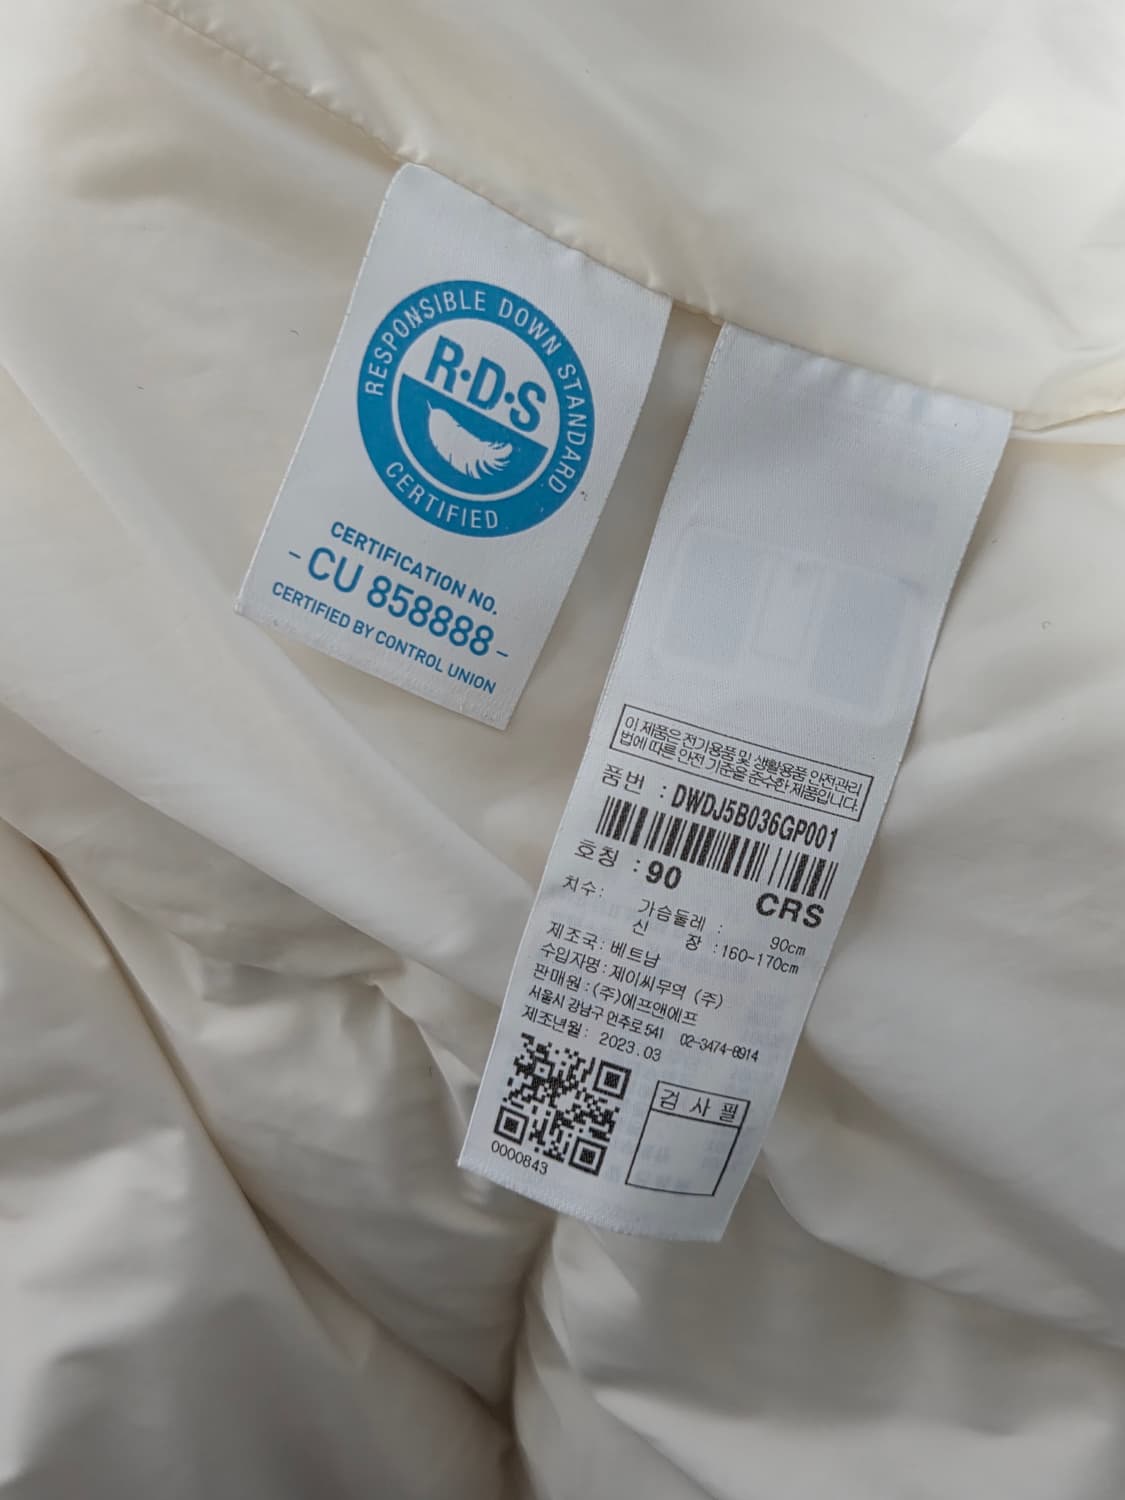 RESPONSIBLE DOWN STANDARD
R·D·S
CERTIFIED
CERTIFICATION NO.
- CU 858888 -
CERTIFIED BY CONTROL UNION
이 제품은 전기용품 및 생활용품 안전관리
법에 따른 안전 기준을 준수한 제품입니다.
품번 : DWDJ5B036GP001
호칭 : 90
CRS
치수:
가슴둘레 : 90cm
신 장 : 160-170cm
제조국: 베트남
수입자명: 제이씨무역 (주)
판매원: (주)에프앤에프
서울시 강남구 언주로 541 02-3474-8914
제조년월: 2023.03
검 사 필
0000843